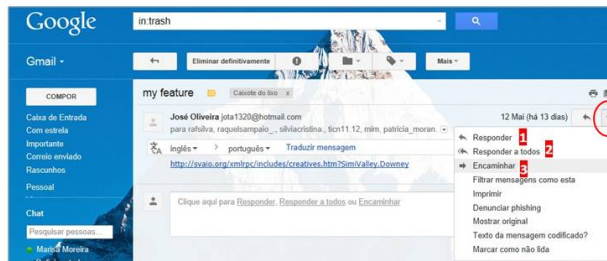 Google
in:trash
Gmail
Eliminar definitivamente
Mais
COMPOR
my feature
Caixote do lixo x
Caixa de Entrada
Com estrela
Importante
Correio enviado
Rascunhos
Pessoal
José Oliveira jota1320@hotmail.com
12 Mai (há 13 dias)
para rafsilva, raquelsampaio_., silviacristina., ticn11.12, mim, patricia_moran.
inglês > português Traduzir mensagem
http://svaio.org/xmlrpc/includes/creatives.htm?SimiValley.Downey
Clique aqui para Responder, Responder a todos ou Encaminhar
Responder 1
Responder a todos 2
Encaminhar 3
Filtrar mensagens como esta
Imprimir
Denunciar phishing
Mostrar original
Texto da mensagem codificado?
Marcar como não lida
Chat
Pesquisar pessoas...
Marisa Moreira